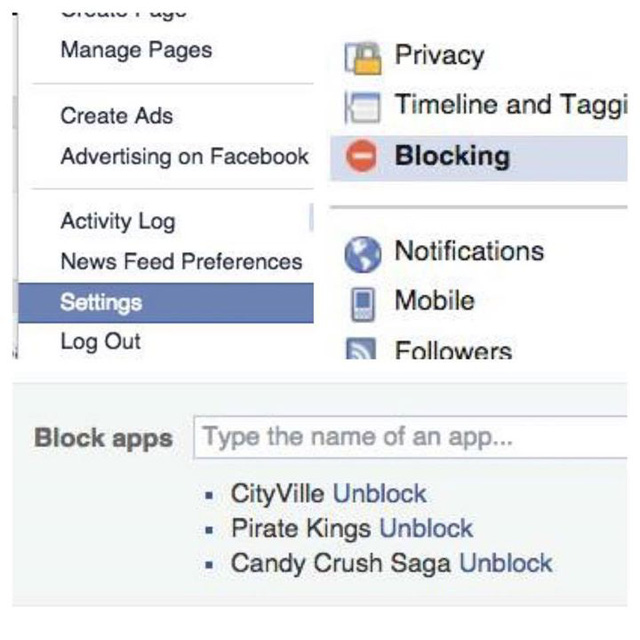 Create Page
Manage Pages
Create Ads
Advertising on Facebook
Activity Log
News Feed Preferences
Settings
Log Out
Privacy
Timeline and Taggi
Blocking
Notifications
Mobile
Followers
Block apps
Type the name of an app...
CityVille Unblock
Pirate Kings Unblock
Candy Crush Saga Unblock